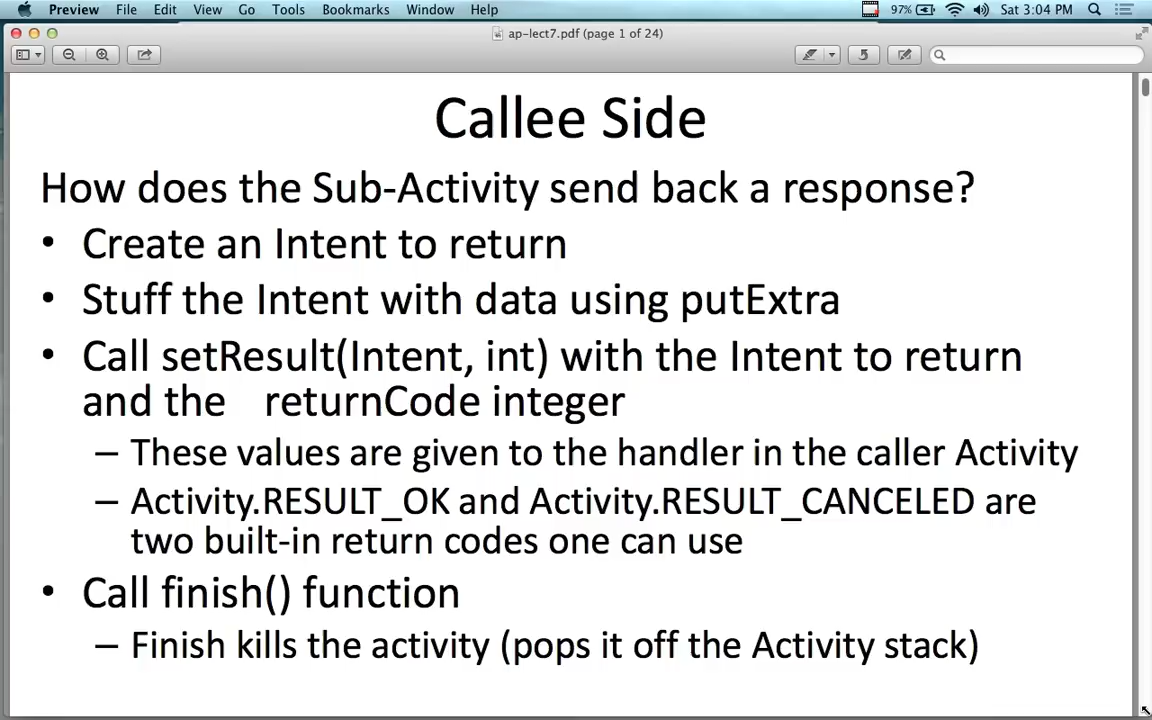 Preview File Edit View Go Tools Bookmarks Window Help 97% Sat 3:04 PM
ap-lect7.pdf (page 1 of 24)
Callee Side
How does the Sub-Activity send back a response?
• Create an Intent to return
• Stuff the Intent with data using putExtra
• Call setResult(Intent, int) with the Intent to return
and the returnCode integer
– These values are given to the handler in the caller Activity
– Activity.RESULT_OK and Activity.RESULT_CANCELED are
two built-in return codes one can use
• Call finish() function
– Finish kills the activity (pops it off the Activity stack)